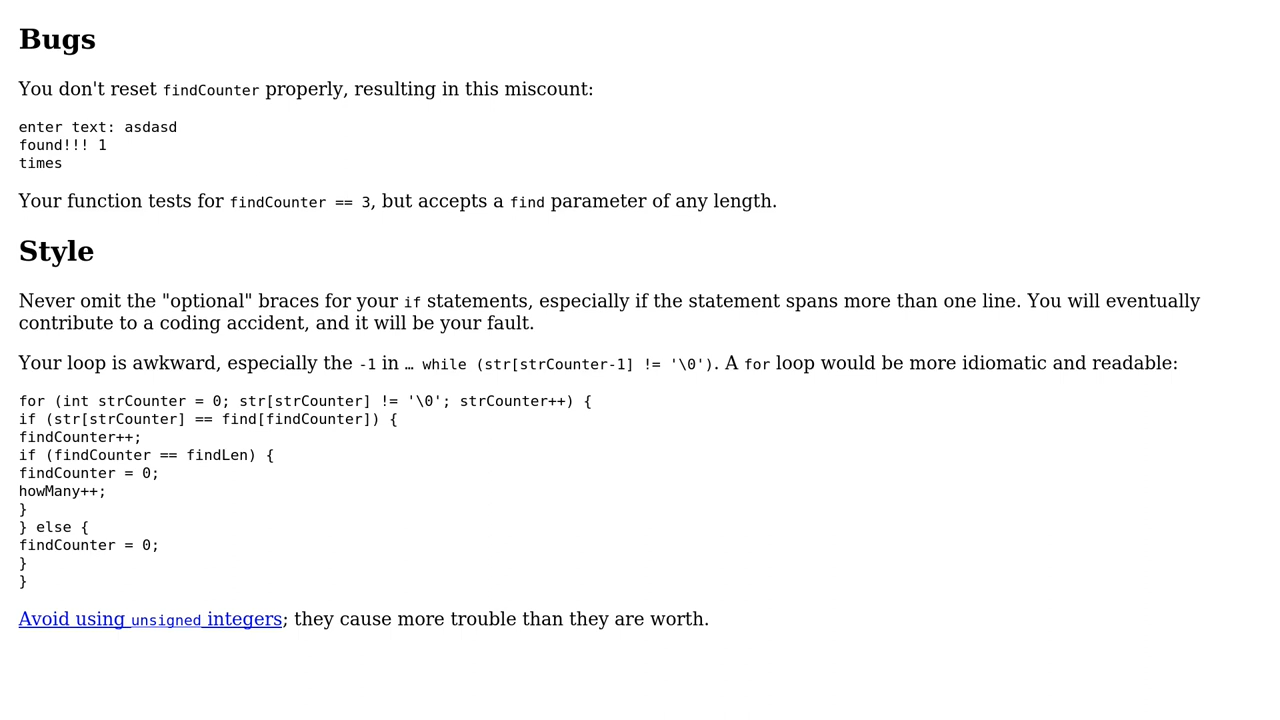 Bugs
You don't reset findCounter properly, resulting in this miscount:
enter text: asdasd
found!!! 1
times
Your function tests for findCounter == 3, but accepts a find parameter of any length.
Style
Never omit the "optional" braces for your if statements, especially if the statement spans more than one line. You will eventually
contribute to a coding accident, and it will be your fault.
Your loop is awkward, especially the -1 in … while (str[strCounter-1] != '\0'). A for loop would be more idiomatic and readable:
for (int strCounter = 0; str[strCounter] != '\0'; strCounter++) {
if (str[strCounter] == find[findCounter]) {
findCounter++;
if (findCounter == findLen) {
findCounter = 0;
howMany++;
}
} else {
findCounter = 0;
}
}
Avoid using unsigned integers; they cause more trouble than they are worth.